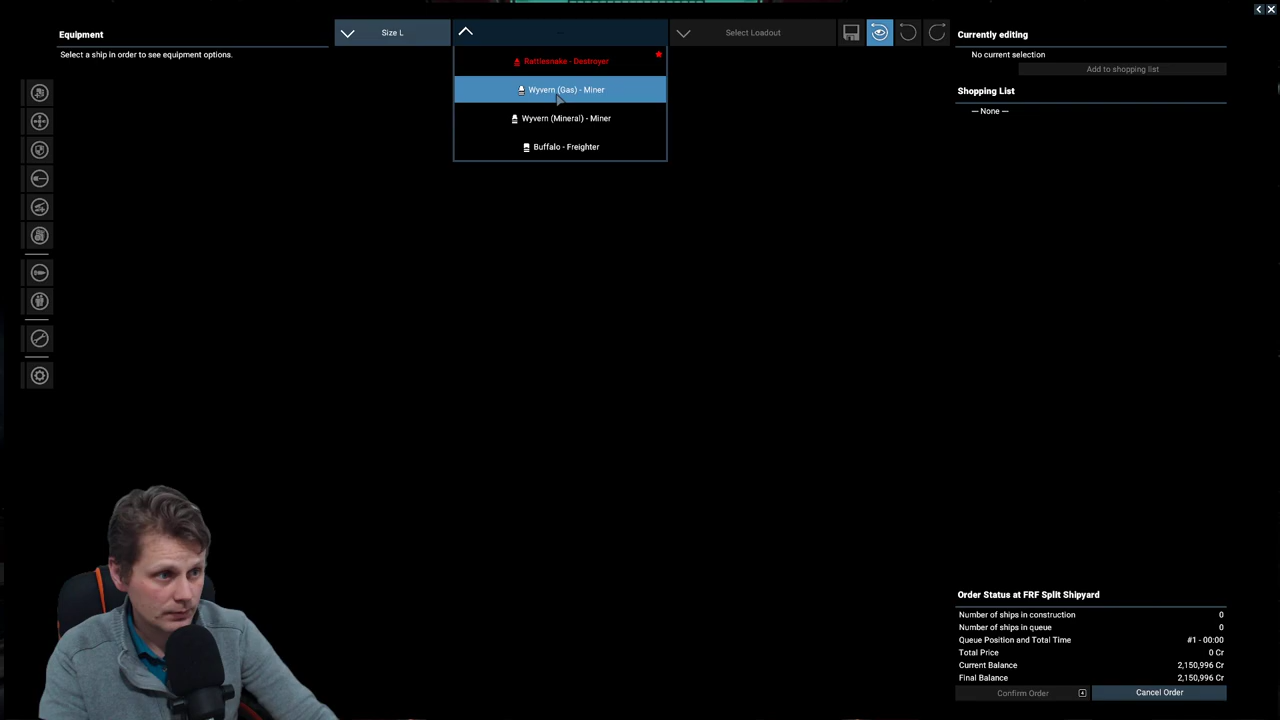 Equipment
Select a ship in order to see equipment options.
Size L
Select Loadout
Rattlesnake - Destroyer
Wyvern (Gas) - Miner
Wyvern (Mineral) - Miner
Buffalo - Freighter
Currently editing
No current selection
Add to shopping list
Shopping List
— None —
Order Status at FRF Split Shipyard
Number of ships in construction 0
Number of ships in queue 0
Queue Position and Total Time #1 - 00:00
Total Price 0 Cr
Current Balance 2,150,996 Cr
Final Balance 2,150,996 Cr
Confirm Order
Cancel Order